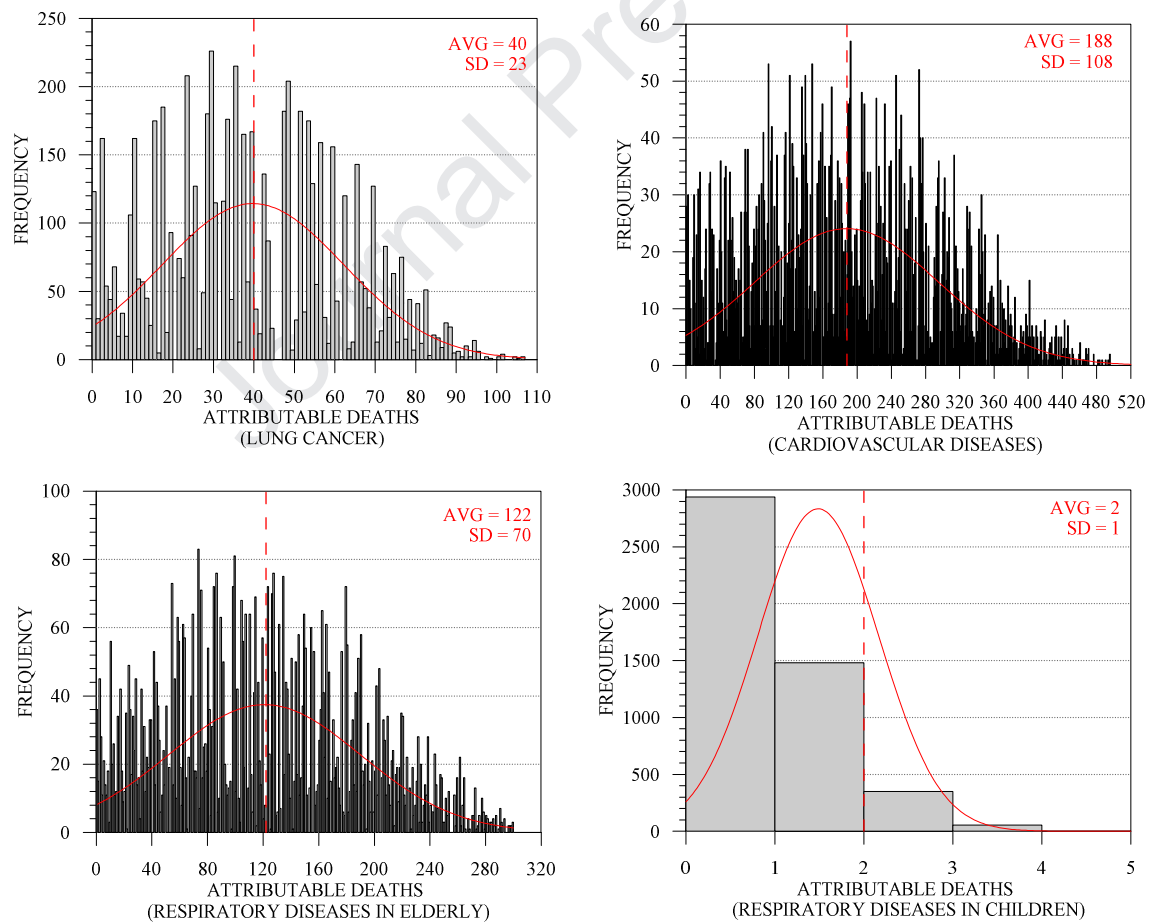 Journal Pre
250
200
150
100
50
0
FREQUENCY
AVG = 40
SD = 23
0 10 20 30 40 50 60 70 80 90 100 110
ATTRIBUTABLE DEATHS
(LUNG CANCER)
60
50
40
30
20
10
0
FREQUENCY
AVG = 188
SD = 108
0 40 80 120 160 200 240 280 320 360 400 440 480 520
ATTRIBUTABLE DEATHS
(CARDIOVASCULAR DISEASES)
100
80
60
40
20
0
FREQUENCY
AVG = 122
SD = 70
0 40 80 120 160 200 240 280 320
ATTRIBUTABLE DEATHS
(RESPIRATORY DISEASES IN ELDERLY)
3000
2500
2000
1500
1000
500
0
FREQUENCY
AVG = 2
SD = 1
0 1 2 3 4 5
ATTRIBUTABLE DEATHS
(RESPIRATORY DISEASES IN CHILDREN)